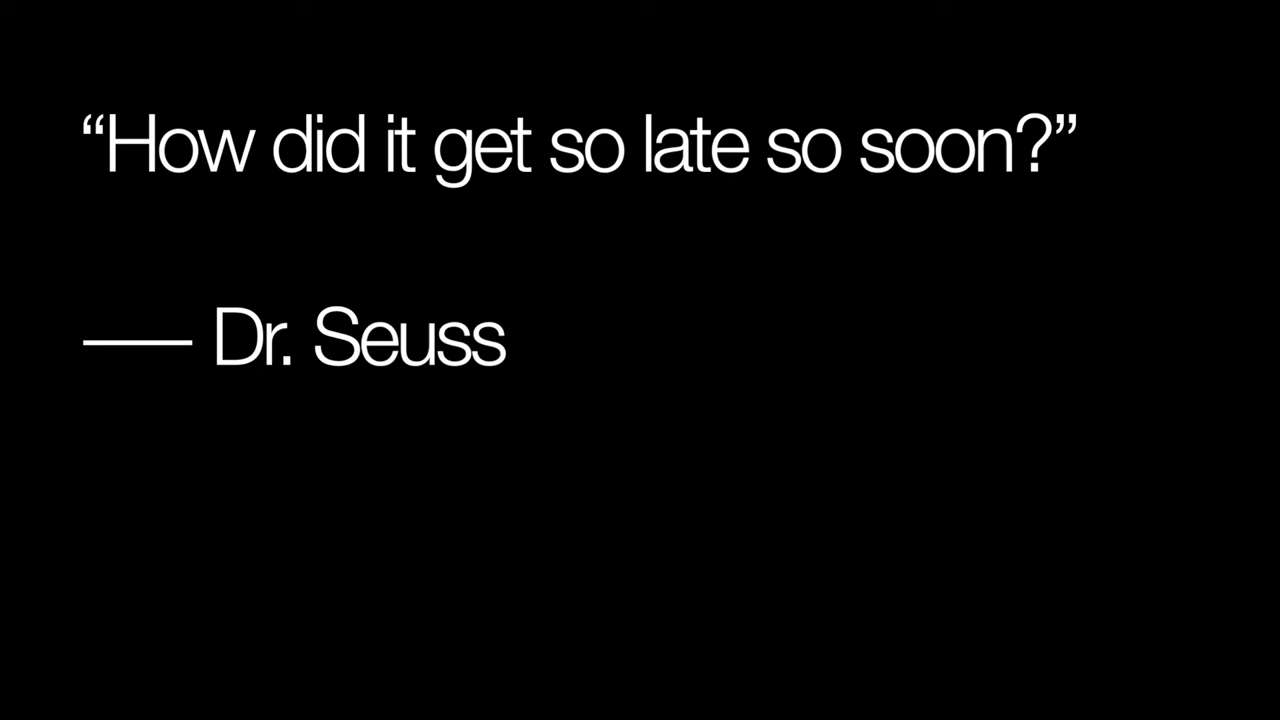 “How did it get so late so soon?”
—— Dr. Seuss